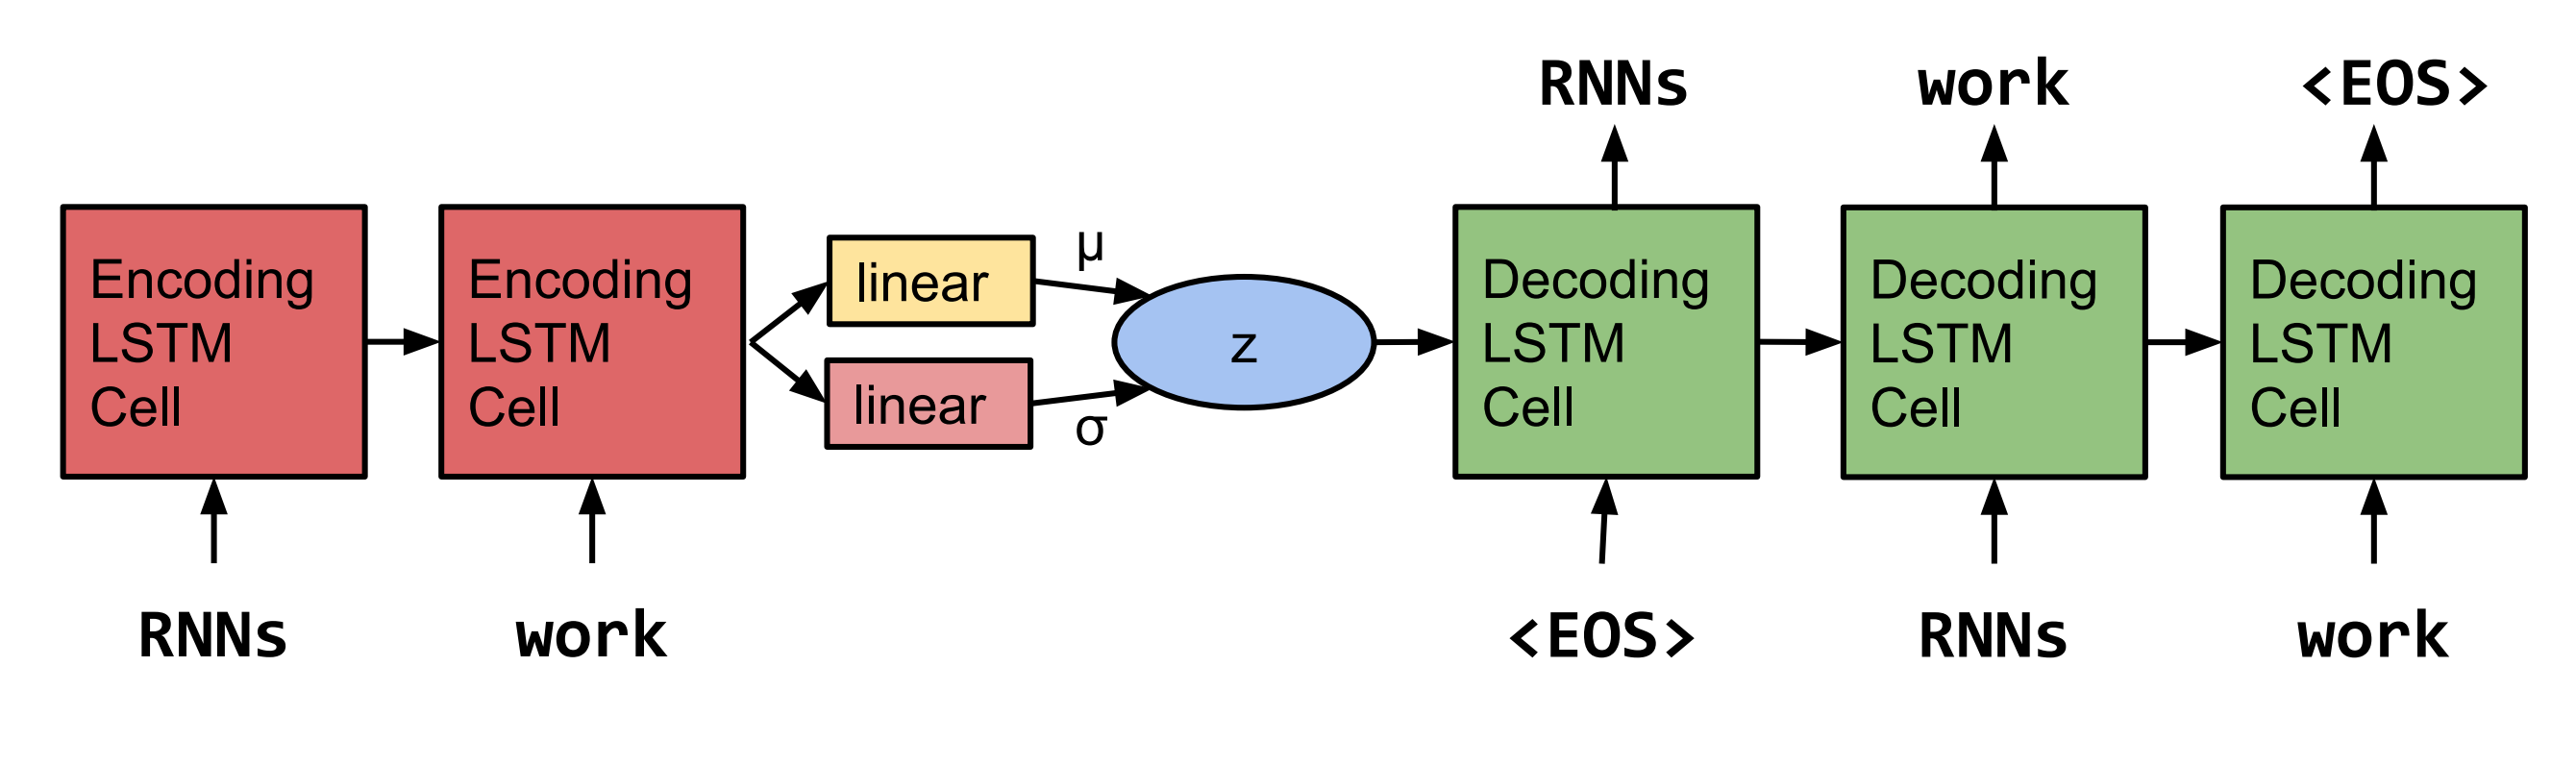 RNNs work <EOS>
Encoding
LSTM
Cell
Encoding
LSTM
Cell
linear
μ
linear
σ
z
Decoding
LSTM
Cell
Decoding
LSTM
Cell
Decoding
LSTM
Cell
RNNs work <EOS> RNNs work